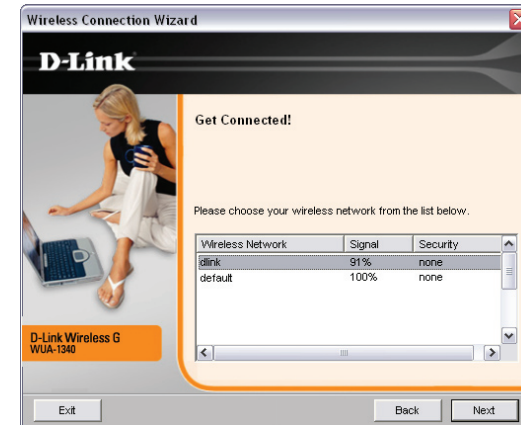 Wireless Connection Wizard
D-Link
Get Connected!
Please choose your wireless network from the list below.
Wireless Network Signal Security
dlink 91% none
default 100% none
D-Link Wireless G
WUA-1340
Exit Back Next